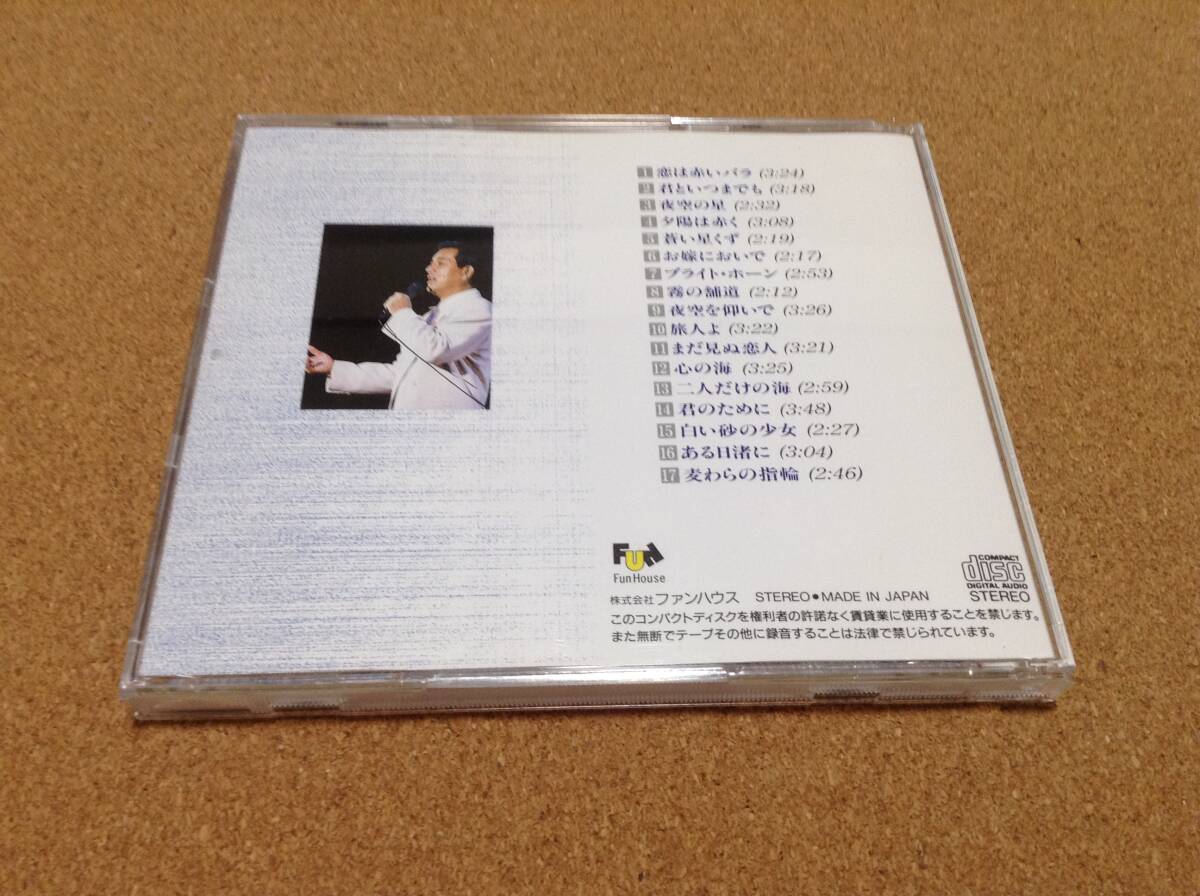 1 恋は赤いバラ (3:24)
2 君といつまでも (3:18)
3 夜空の星 (2:32)
4 夕陽は赤く (3:08)
5 蒼い星くず (2:19)
6 お嫁においで (2:17)
7 ブライト・ホーン (2:53)
8 霧の舗道 (2:12)
9 夜空を仰いで (3:26)
10 旅人よ (3:22)
11 まだ見ぬ恋人 (3:21)
12 心の海 (3:25)
13 二人だけの海 (2:59)
14 君のために (3:48)
15 白い砂の少女 (2:27)
16 ある日渚に (3:04)
17 麦わらの指輪 (2:46)
FUN
Fun House
COMPACT
disc
DIGITAL AUDIO
STEREO
株式会社ファンハウス STEREO●MADE IN JAPAN
このコンパクトディスクを権利者の許諾なく賃貸業に使用することを禁じます。
また無断でテープその他に録音することは法律で禁じられています。